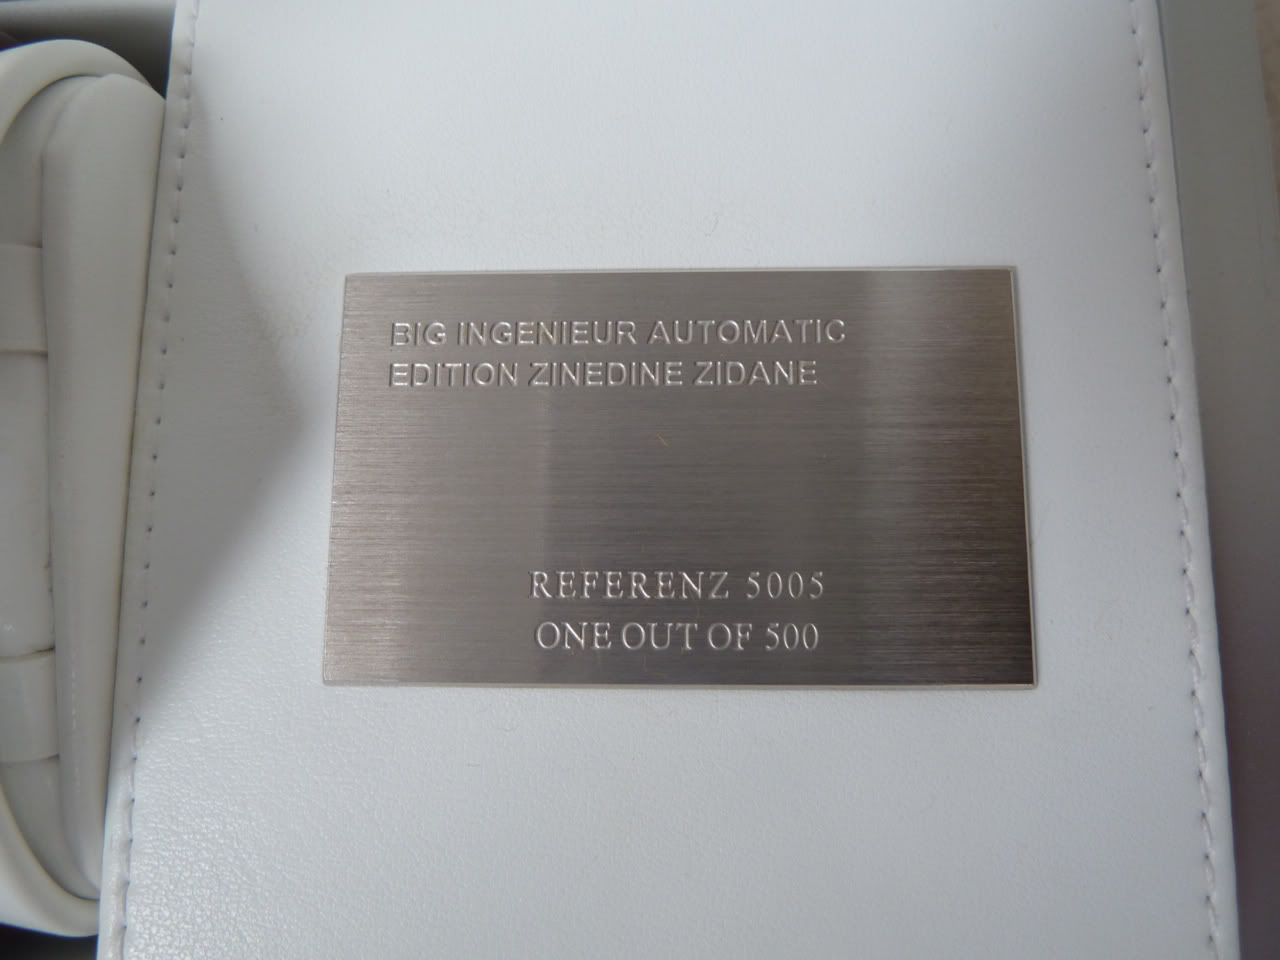 BIG INGENIEUR AUTOMATIC
EDITION ZINEDINE ZIDANE
REFERENZ 5005
ONE OUT OF 500